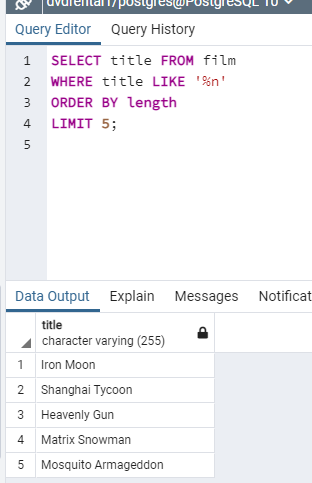 dvdrental1/postgres@PostgreSQL 10
Query Editor Query History
1 SELECT title FROM film
2 WHERE title LIKE '%n'
3 ORDER BY length
4 LIMIT 5;
5
Data Output Explain Messages Notificat
title
character varying (255)
1 Iron Moon
2 Shanghai Tycoon
3 Heavenly Gun
4 Matrix Snowman
5 Mosquito Armageddon